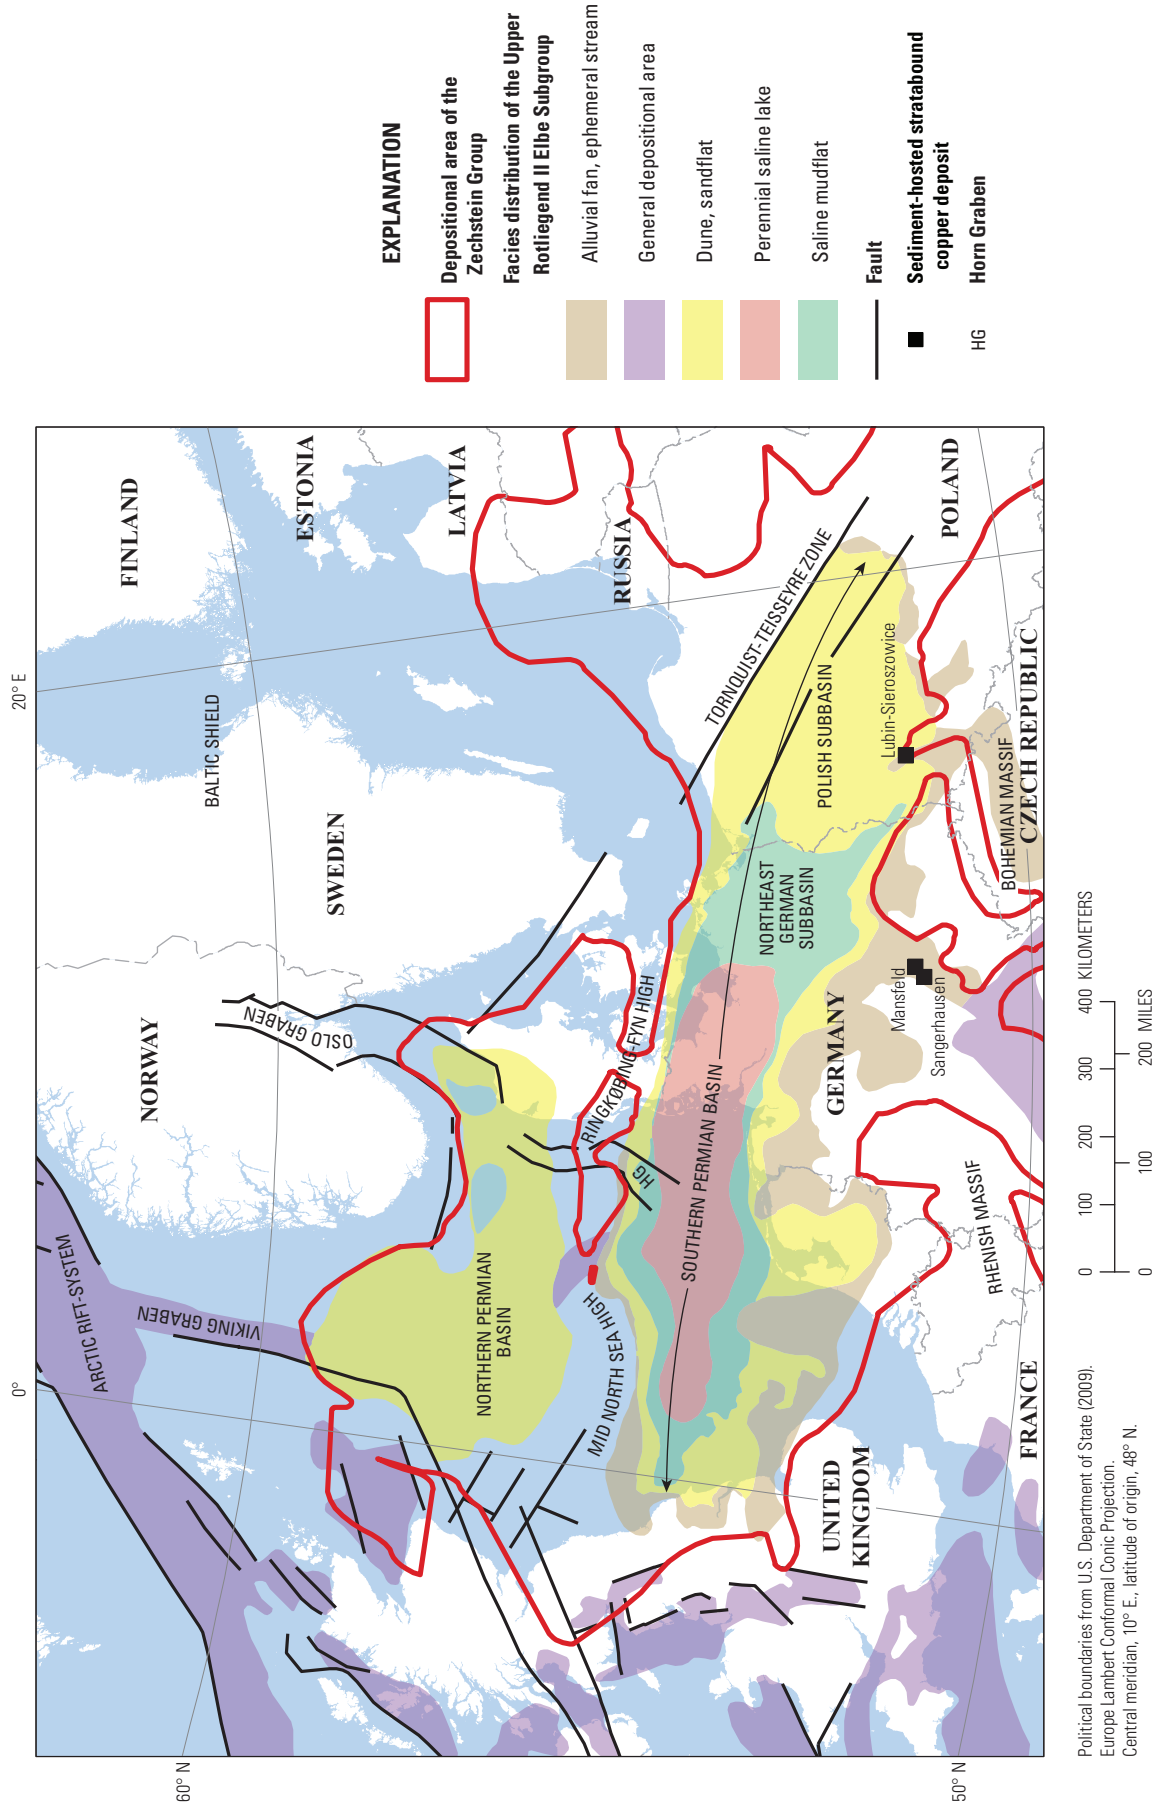 20° E
0°
60° N
50° N
FINLAND
ESTONIA
LATVIA
RUSSIA
POLAND
BALTIC SHIELD
SWEDEN
NORWAY
OSLO GRABEN
ARCTIC RIFT-SYSTEM
VIKING GRABEN
NORTHERN PERMIAN
BASIN
MID NORTH SEA HIGH
RINGKØBING-FYN HIGH
HG
SOUTHERN PERMIAN BASIN
TORNQUIST-TEISSEYRE ZONE
POLISH SUBBASIN
NORTHEAST
GERMAN
SUBBASIN
Lubin-Sieroszowice
BOHEMIAN MASSIF
CZECH REPUBLIC
Mansfeld
Sangerhausen
GERMANY
RHENISH MASSIF
FRANCE
UNITED
KINGDOM
EXPLANATION
Depositional area of the
Zechstein Group
Facies distribution of the Upper
Rotliegend II Elbe Subgroup
Alluvial fan, ephemeral stream
General depositional area
Dune, sandflat
Perennial saline lake
Saline mudflat
Fault
Sediment-hosted stratabound
copper deposit
HG Horn Graben
0 100 200 300 400 KILOMETERS
0 100 200 MILES
Political boundaries from U.S. Department of State (2009).
Europe Lambert Conformal Conic Projection.
Central meridian, 10° E., latitude of origin, 48° N.